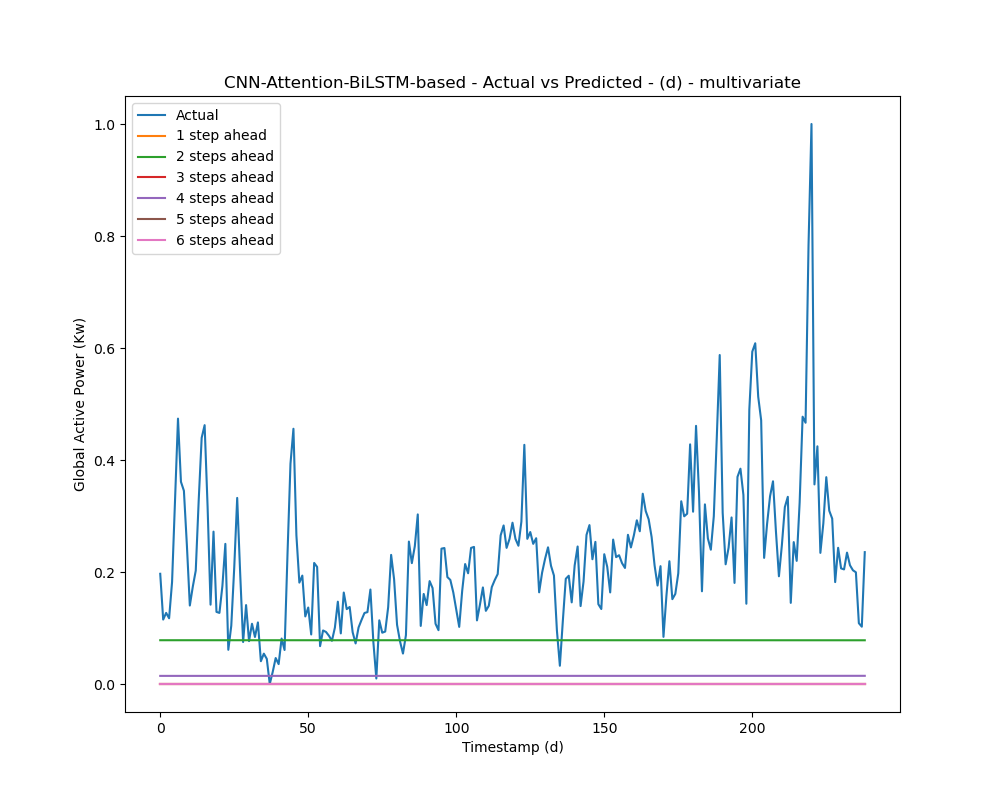 CNN-Attention-BiLSTM-based - Actual vs Predicted - (d) - multivariate
Actual
1 step ahead
2 steps ahead
3 steps ahead
4 steps ahead
5 steps ahead
6 steps ahead
Global Active Power (Kw)
1.0
0.8
0.6
0.4
0.2
0.0
0
50
100
150
200
Timestamp (d)